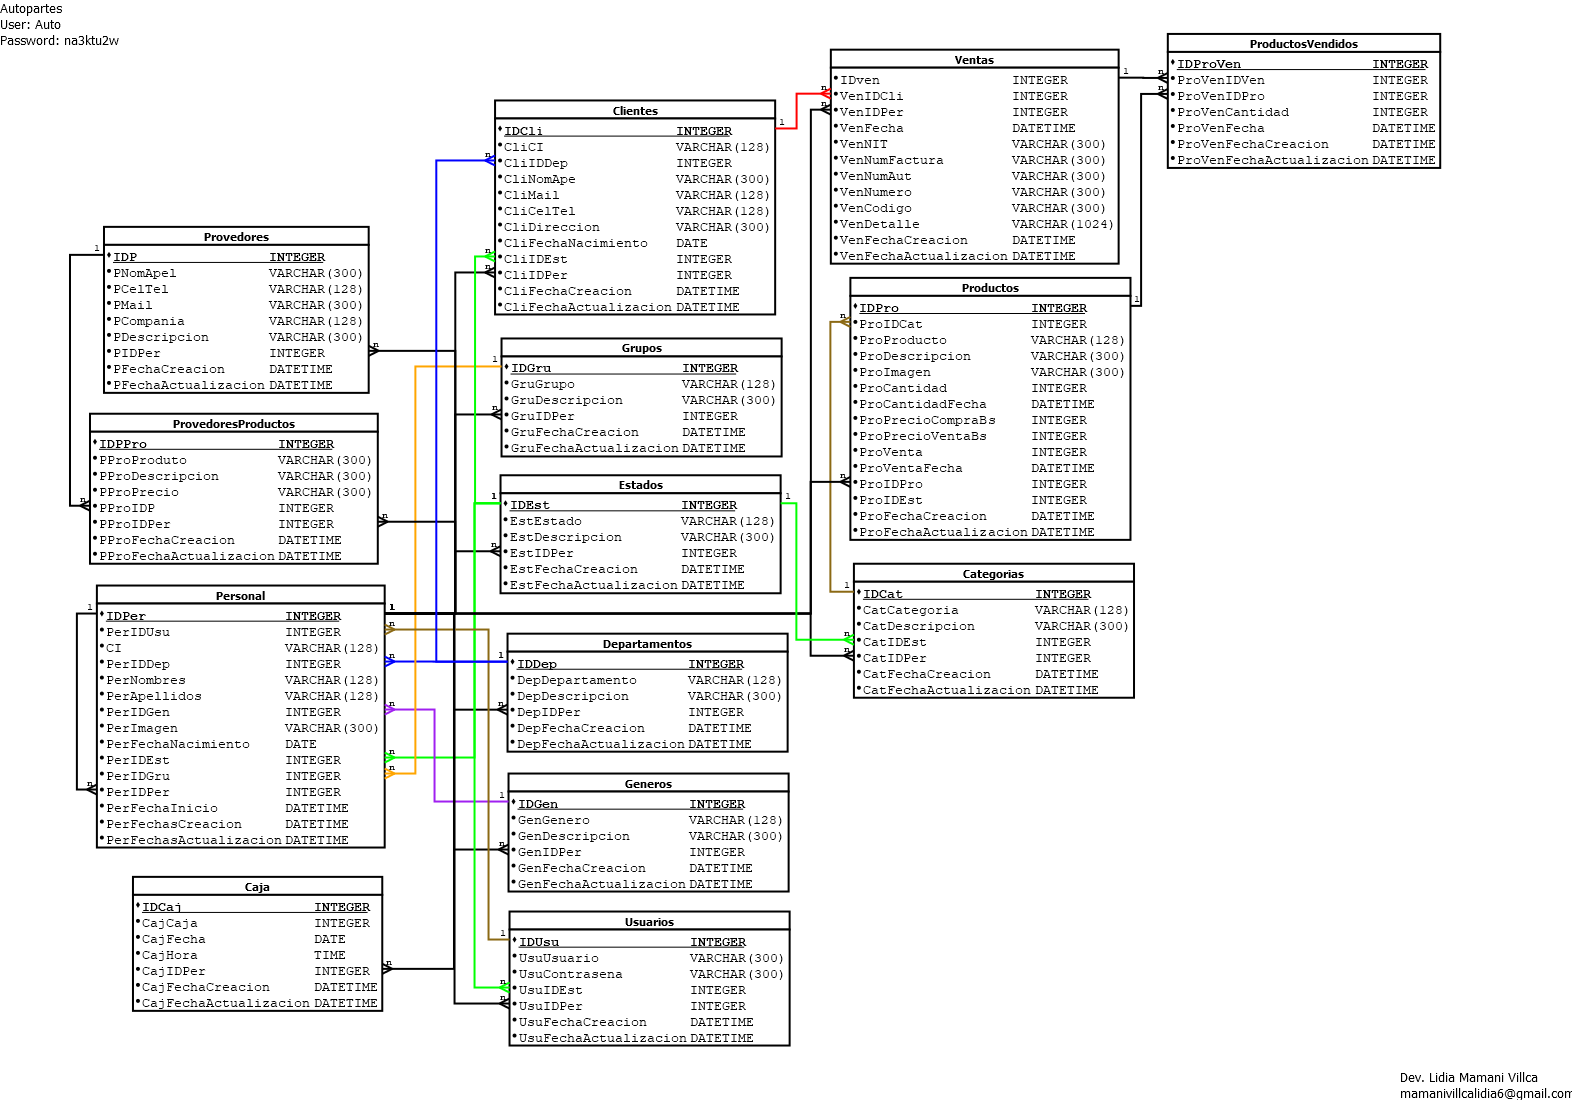 Autopartes
User: Auto
Password: na3ktu2w
Provedores
1
IDP INTEGER
PNomApel VARCHAR(300)
PCelTel VARCHAR(128)
PMail VARCHAR(300)
PCompania VARCHAR(128)
PDescripcion VARCHAR(300)
PIDPer INTEGER
n
PFechaCreacion DATETIME
PFechaActualizacion DATETIME
ProvedoresProductos
IDPPro INTEGER
PProProduto VARCHAR(300)
PProDescripcion VARCHAR(300)
PProPrecio VARCHAR(300)
n
PProIDP INTEGER
PProIDPer INTEGER
n
PProFechaCreacion DATETIME
PProFechaActualizacion DATETIME
Personal
1
IDPer INTEGER
1
PerIDUsu INTEGER
n
CI VARCHAR(128)
PerIDDep INTEGER
n
PerNombres VARCHAR(128)
PerApellidos VARCHAR(128)
PerIDGen INTEGER
n
PerImagen VARCHAR(300)
PerFechaNacimiento DATE
PerIDEst INTEGER
n
PerIDGru INTEGER
n
n
PerIDPer INTEGER
PerFechaInicio DATETIME
PerFechasCreacion DATETIME
PerFechasActualizacion DATETIME
Caja
IDCaj INTEGER
CajCaja INTEGER
CajFecha DATE
CajHora TIME
CajIDPer INTEGER
n
CajFechaCreacion DATETIME
CajFechaActualizacion DATETIME
Clientes
IDCli INTEGER
1
CliCI VARCHAR(128)
n
CliIDDep INTEGER
CliNomApe VARCHAR(300)
CliMail VARCHAR(128)
CliCelTel VARCHAR(128)
CliDireccion VARCHAR(300)
CliFechaNacimiento DATE
n
CliIDEst INTEGER
n
CliIDPer INTEGER
CliFechaCreacion DATETIME
CliFechaActualizacion DATETIME
Grupos
1
IDGru INTEGER
GruGrupo VARCHAR(128)
GruDescripcion VARCHAR(300)
n
GruIDPer INTEGER
GruFechaCreacion DATETIME
GruFechaActualizacion DATETIME
Estados
1
1
IDEst INTEGER
EstEstado VARCHAR(128)
EstDescripcion VARCHAR(300)
n
EstIDPer INTEGER
EstFechaCreacion DATETIME
EstFechaActualizacion DATETIME
Departamentos
1
IDDep INTEGER
DepDepartamento VARCHAR(128)
DepDescripcion VARCHAR(300)
n
DepIDPer INTEGER
DepFechaCreacion DATETIME
DepFechaActualizacion DATETIME
Generos
1
IDGen INTEGER
GenGenero VARCHAR(128)
GenDescripcion VARCHAR(300)
n
GenIDPer INTEGER
GenFechaCreacion DATETIME
GenFechaActualizacion DATETIME
Usuarios
1
IDUsu INTEGER
UsuUsuario VARCHAR(300)
UsuContrasena VARCHAR(300)
n
UsuIDEst INTEGER
n
UsuIDPer INTEGER
UsuFechaCreacion DATETIME
UsuFechaActualizacion DATETIME
Ventas
IDven INTEGER
1
n
VenIDCli INTEGER
n
VenIDPer INTEGER
VenFecha DATETIME
VenNIT VARCHAR(300)
VenNumFactura VARCHAR(300)
VenNumAut VARCHAR(300)
VenNumero VARCHAR(300)
VenCodigo VARCHAR(300)
VenDetalle VARCHAR(1024)
VenFechaCreacion DATETIME
VenFechaActualizacion DATETIME
Productos
IDPro INTEGER
1
n
ProIDCat INTEGER
ProProducto VARCHAR(128)
ProDescripcion VARCHAR(300)
ProImagen VARCHAR(300)
ProCantidad INTEGER
ProCantidadFecha DATETIME
ProPrecioCompraBs INTEGER
ProPrecioVentaBs INTEGER
ProVenta INTEGER
ProVentaFecha DATETIME
n
ProIDPro INTEGER
ProIDEst INTEGER
ProFechaCreacion DATETIME
ProFechaActualizacion DATETIME
Categorias
1
IDCat INTEGER
CatCategoria VARCHAR(128)
CatDescripcion VARCHAR(300)
n
CatIDEst INTEGER
n
CatIDPer INTEGER
CatFechaCreacion DATETIME
CatFechaActualizacion DATETIME
ProductosVendidos
IDProVen INTEGER
n
ProVenIDVen INTEGER
n
ProVenIDPro INTEGER
ProVenCantidad INTEGER
ProVenFecha DATETIME
ProVenFechaCreacion DATETIME
ProVenFechaActualizacion DATETIME
Dev. Lidia Mamani Villca
mamanivillcalidia6@gmail.com